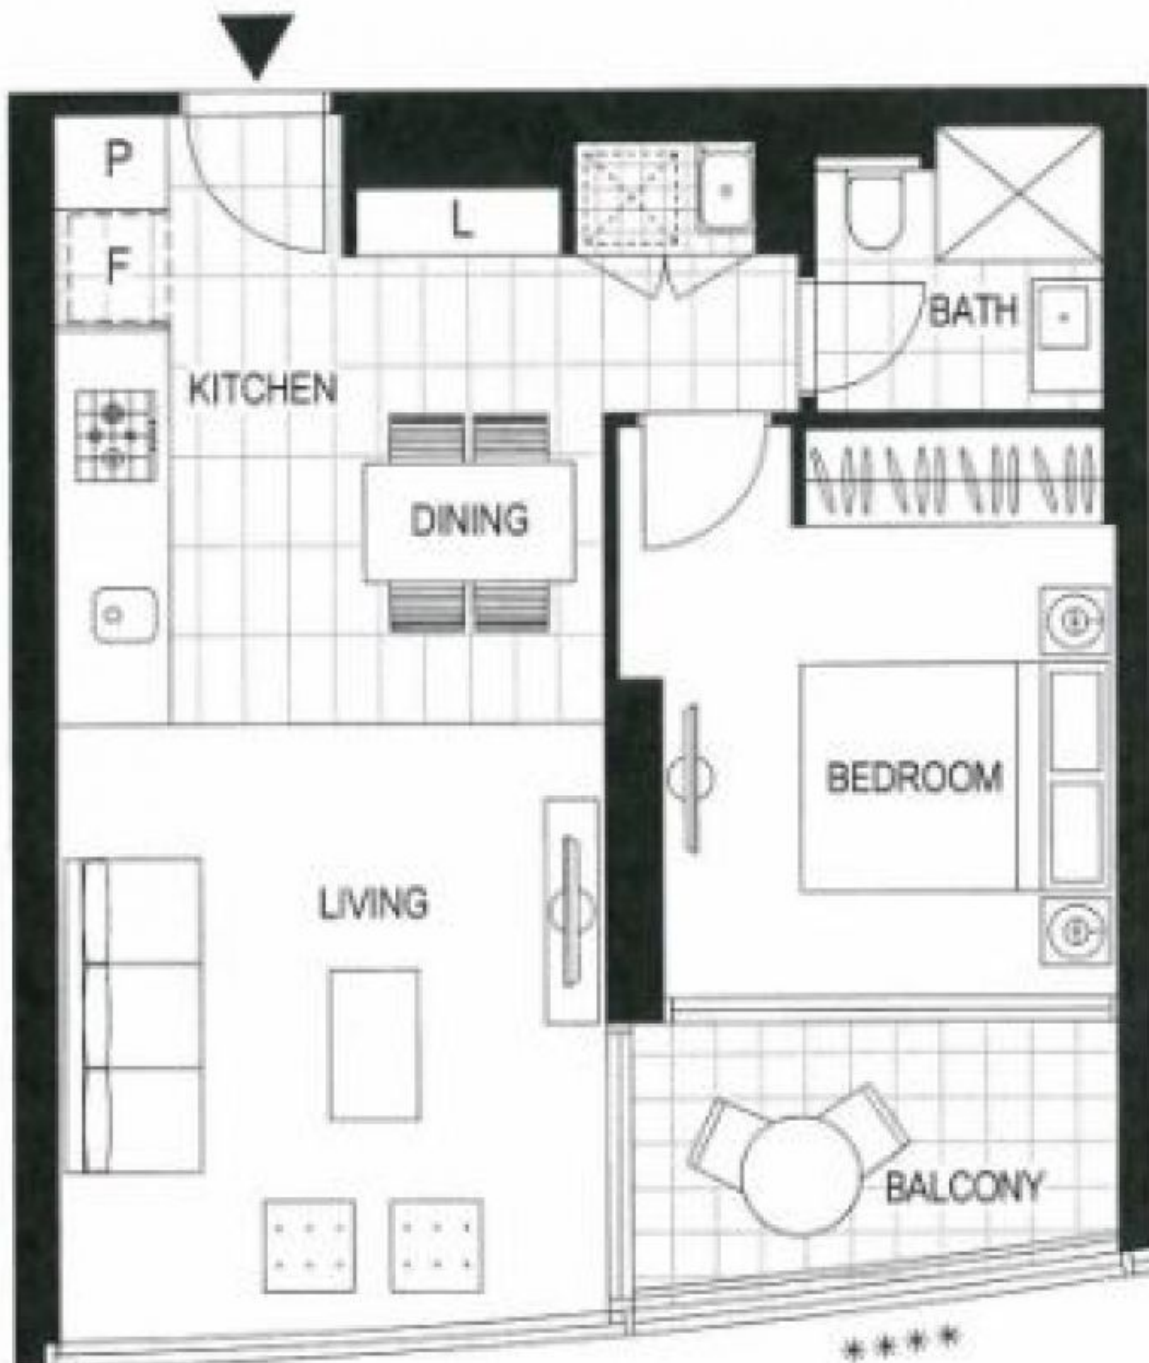 P
F
L
BATH
KITCHEN
DINING
BEDROOM
LIVING
BALCONY
****